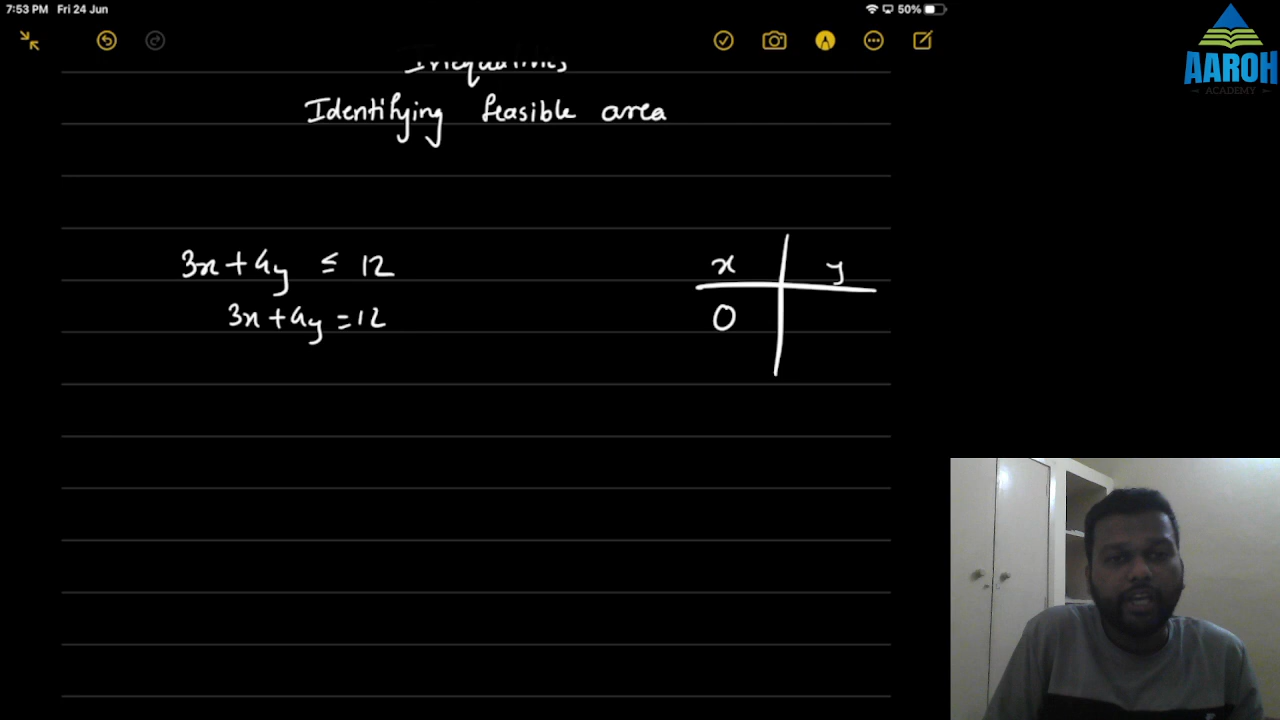 7:53 PM Fri 24 Jun
50%
AAROH
ACADEMY
Inequalities
Identifying feasible area
3x+4y ≤ 12
3x+4y =12
x y
0